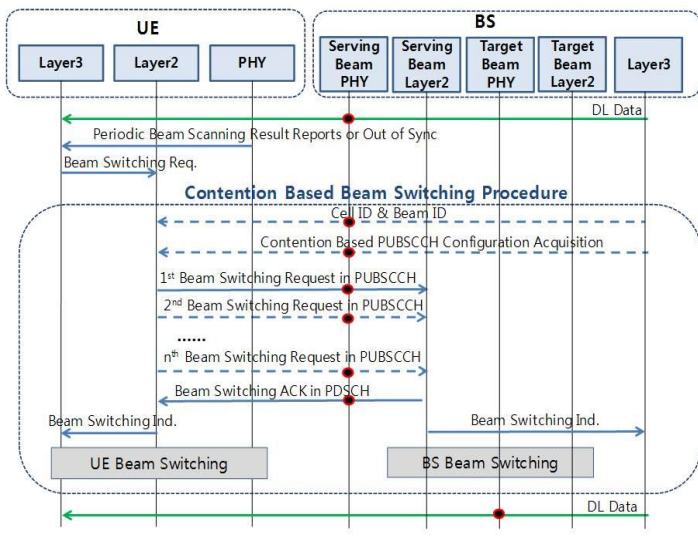 UE
BS
Layer3
Layer2
PHY
Serving
Beam
PHY
Serving
Beam
Layer2
Target
Beam
PHY
Target
Beam
Layer2
Layer3
DL Data
Periodic Beam Scanning Result Reports or Out of Sync
Beam Switching Req.
Contention Based Beam Switching Procedure
Cell ID & Beam ID
Contention Based PUBSCCH Configuration Acquisition
1st Beam Switching Request in PUBSCCH
2nd Beam Switching Request in PUBSCCH
......
nth Beam Switching Request in PUBSCCH
Beam Switching ACK in PDSCH
Beam Switching Ind.
Beam Switching Ind.
UE Beam Switching
BS Beam Switching
DL Data